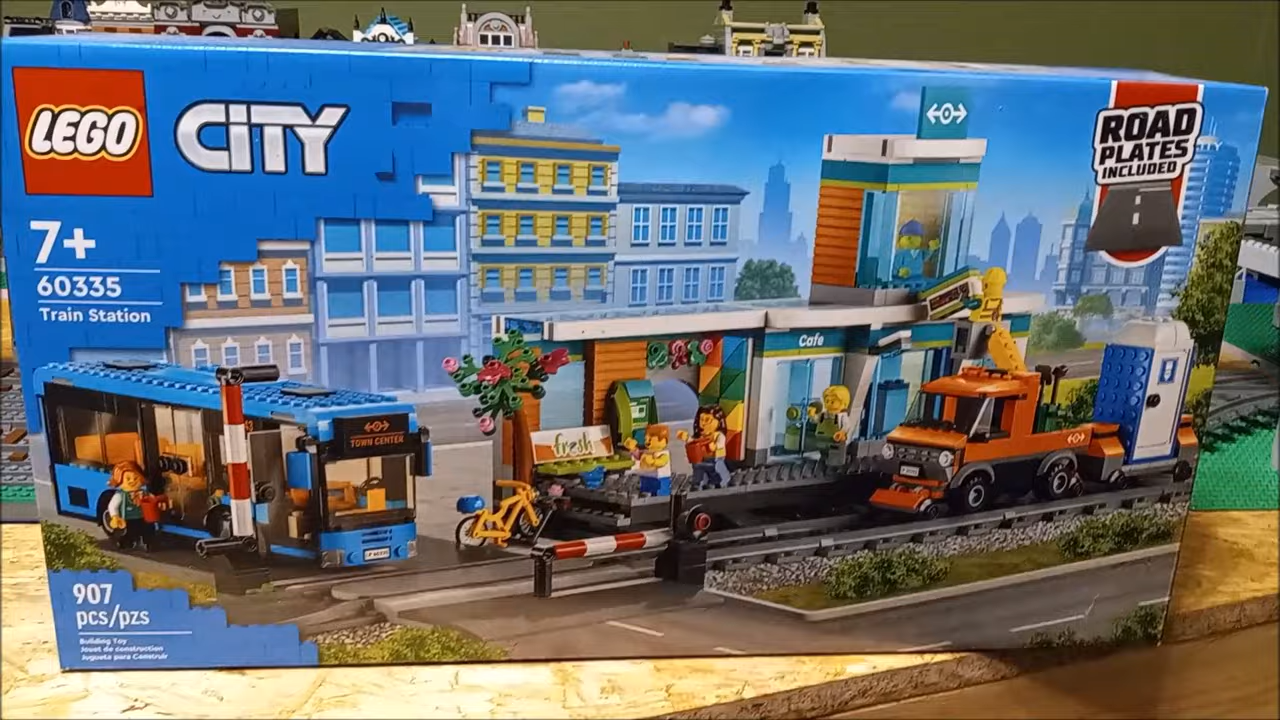 LEGO
CITY
7+
60335
Train Station
ROAD
PLATES
INCLUDED
Cafe
TOWN CENTER
fresh
907
pcs/pzs
Building Toy
Jouet de construction
Jugueta para Construir